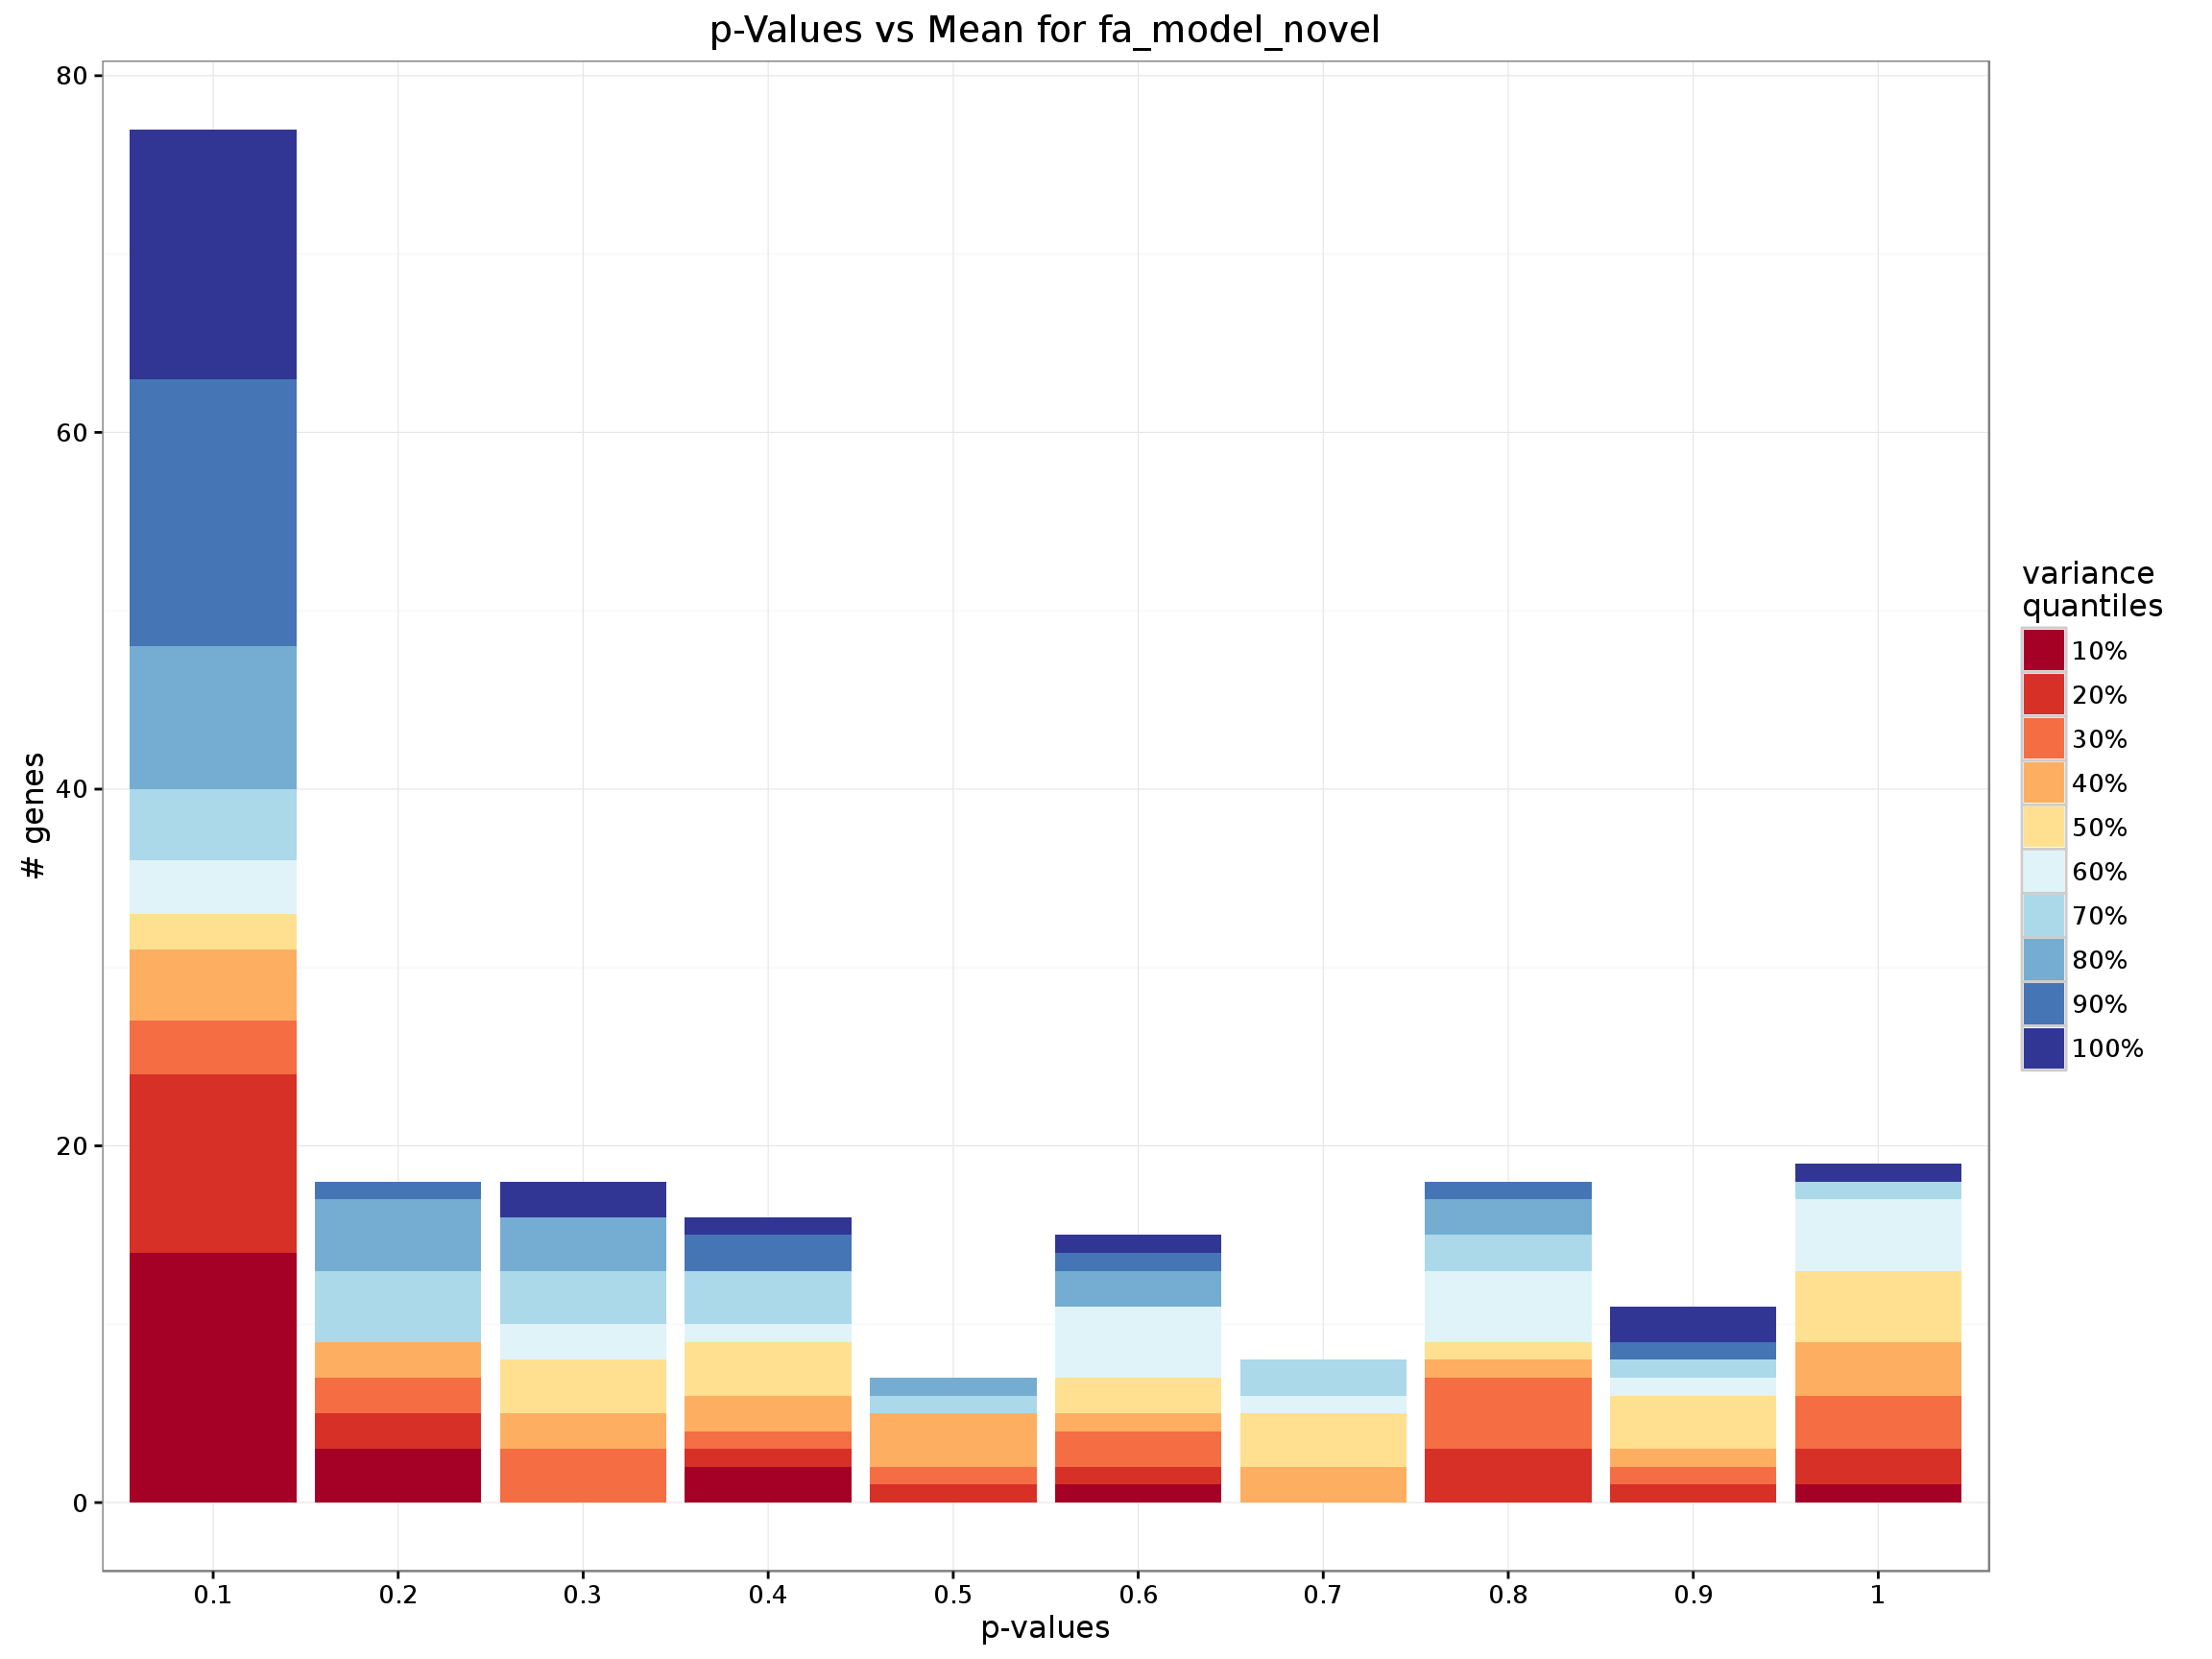 p-Values vs Mean for fa_model_novel
80
60
40
20
0
# genes
0.1 0.2 0.3 0.4 0.5 0.6 0.7 0.8 0.9 1
p-values
variance
quantiles
10%
20%
30%
40%
50%
60%
70%
80%
90%
100%